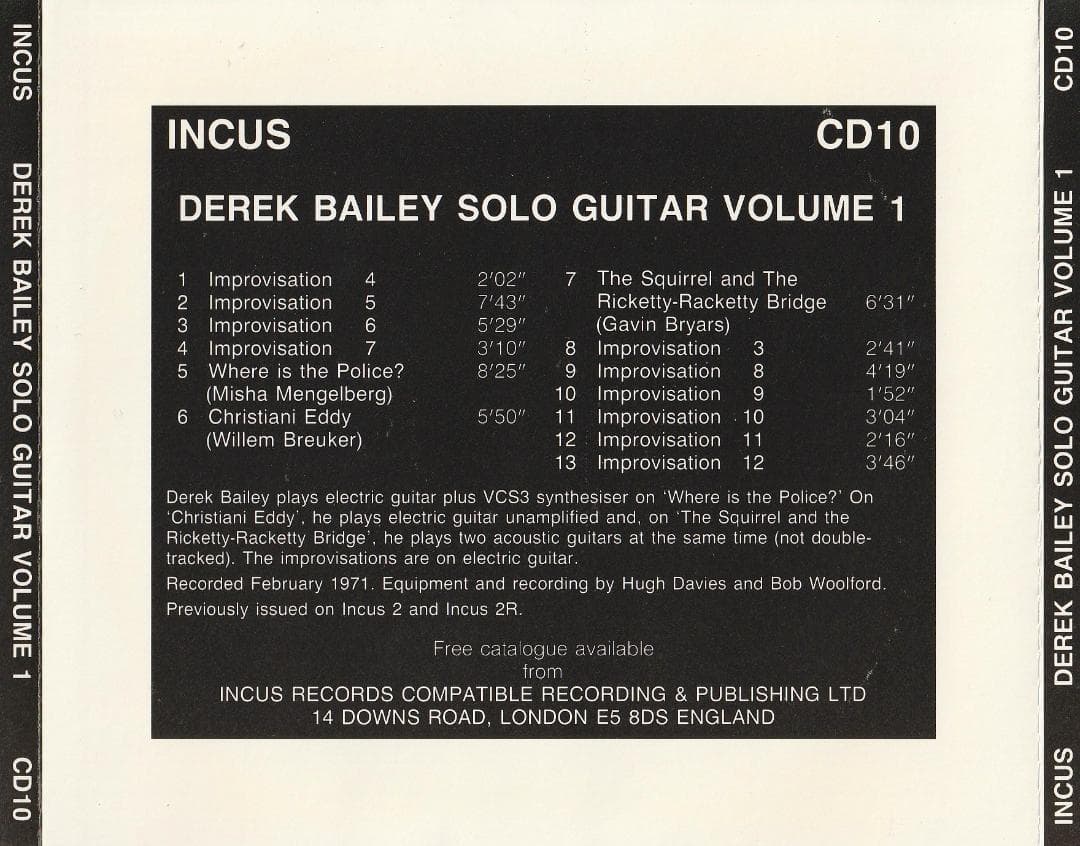 INCUS DEREK BAILEY SOLO GUITAR VOLUME 1 CD10
INCUS CD10
DEREK BAILEY SOLO GUITAR VOLUME 1
1 Improvisation 4 2'02"
2 Improvisation 5 7'43"
3 Improvisation 6 5'29"
4 Improvisation 7 3'10"
5 Where is the Police? 8'25"
(Misha Mengelberg)
6 Christiani Eddy 5'50"
(Willem Breuker)
7 The Squirrel and The
Ricketty-Racketty Bridge 6'31"
(Gavin Bryars)
8 Improvisation 3 2'41"
9 Improvisation 8 4'19"
10 Improvisation 9 1'52"
11 Improvisation 10 3'04"
12 Improvisation 11 2'16"
13 Improvisation 12 3'46"
Derek Bailey plays electric guitar plus VCS3 synthesiser on ‘Where is the Police?’ On
‘Christiani Eddy’, he plays electric guitar unamplified and, on ‘The Squirrel and the
Ricketty-Racketty Bridge’, he plays two acoustic guitars at the same time (not double-
tracked). The improvisations are on electric guitar.
Recorded February 1971. Equipment and recording by Hugh Davies and Bob Woolford.
Previously issued on Incus 2 and Incus 2R.
Free catalogue available
from
INCUS RECORDS COMPATIBLE RECORDING & PUBLISHING LTD
14 DOWNS ROAD, LONDON E5 8DS ENGLAND
INCUS DEREK BAILEY SOLO GUITAR VOLUME 1 CD10